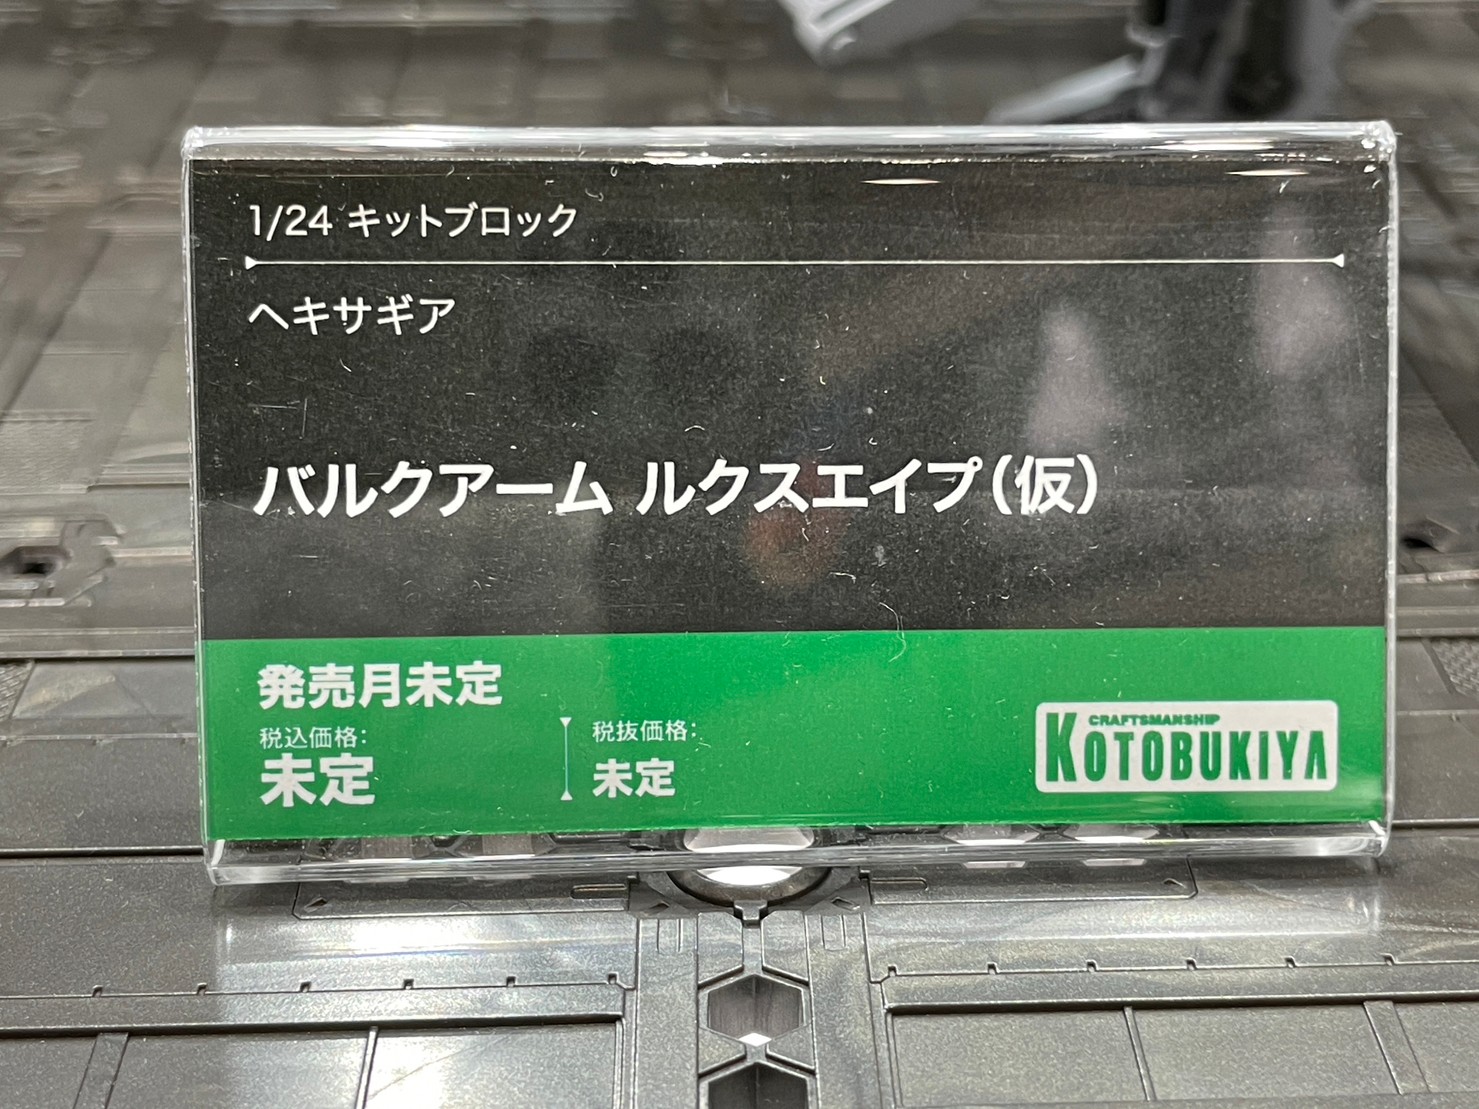 1/24 キットブロック
ヘキサギア
バルクアーム ルクスエイプ(仮)
発売月未定
税込価格:
未定
税抜価格:
未定
CRAFTSMANSHIP
KOTOBUKIYA